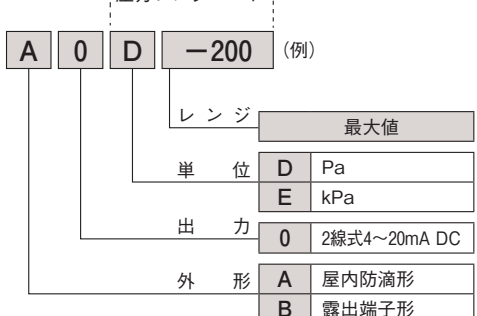 A 0 D －200 (例)
レンジ 最大値
単位 D Pa
E kPa
出力 0 2線式4～20mA DC
外形 A 屋内防滴形
B 露出端子形